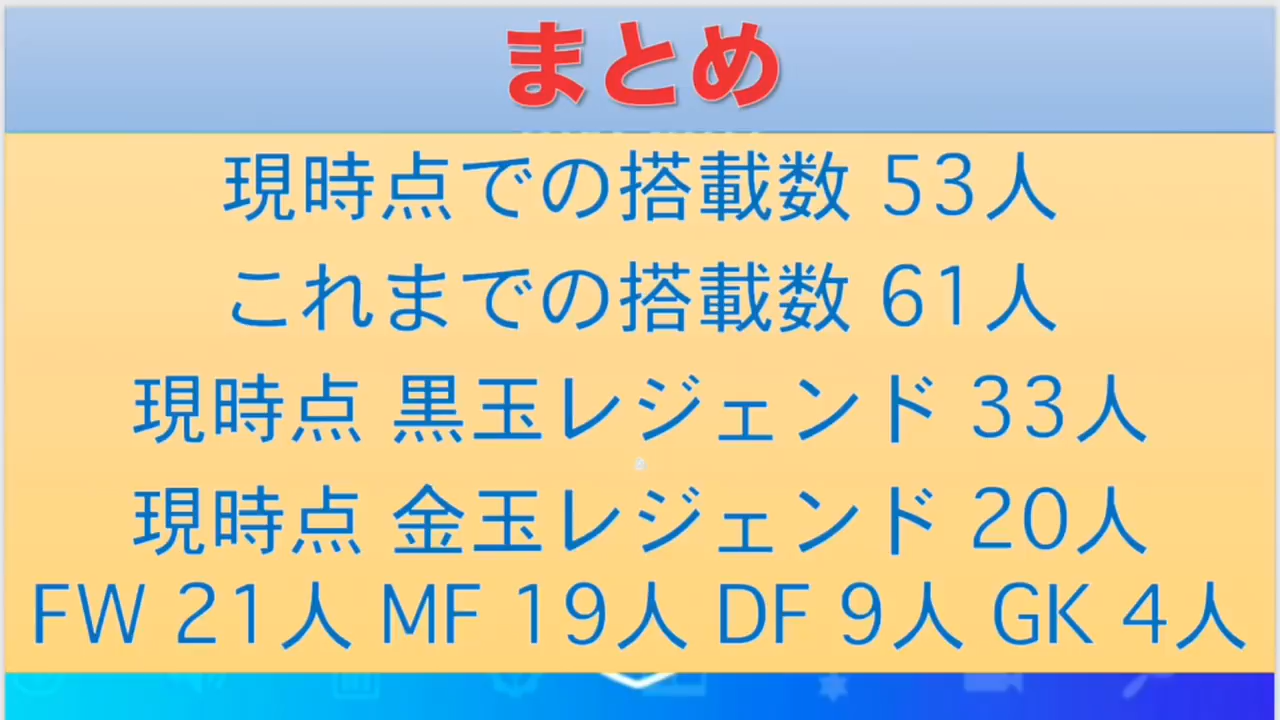 まとめ
現時点での搭載数 53人
これまでの搭載数 61人
現時点 黒玉レジェンド 33人
現時点 金玉レジェンド 20人
FW 21人 MF 19人 DF 9人 GK 4人